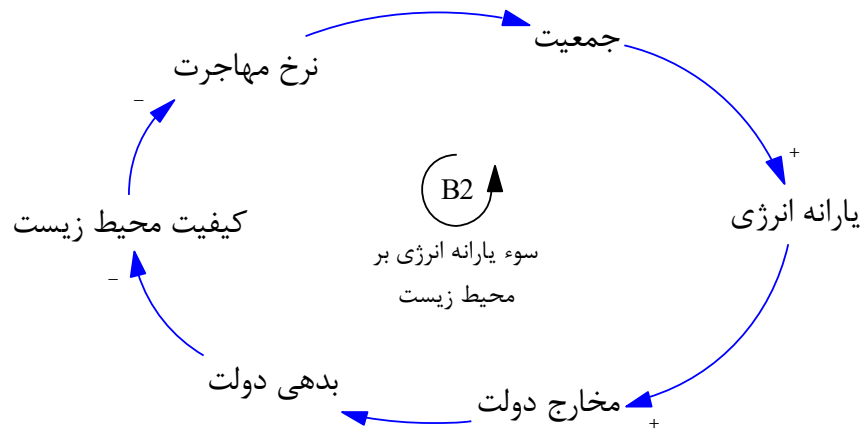 جمعیت
نرخ مهاجرت
−
+
B2
یارانه انرژی
کیفیت محیط زیست
سوء یارانه انرژی بر
محیط زیست
−
بدهی دولت
مخارج دولت
+